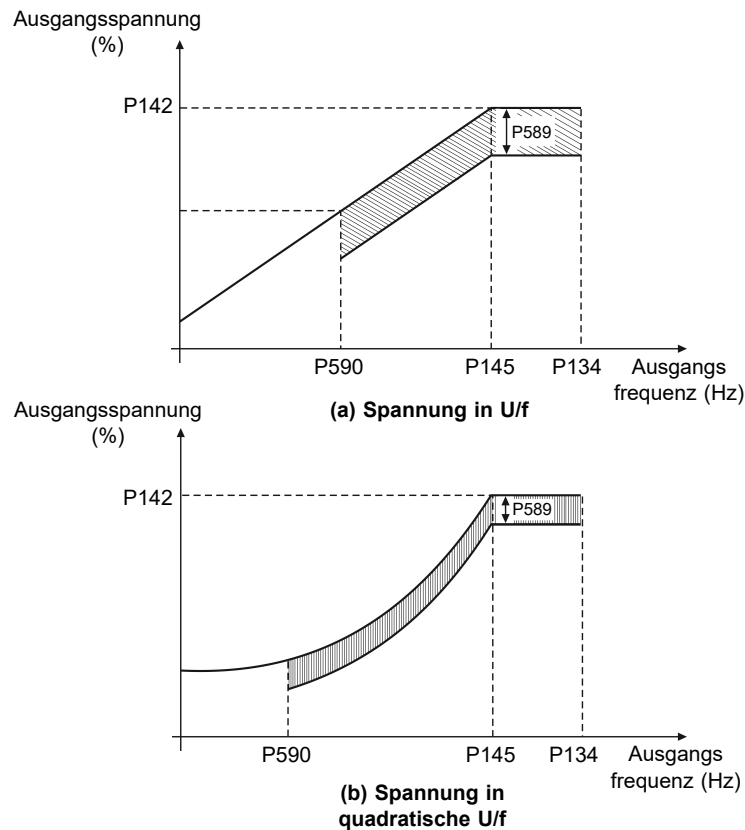 Ausgangsspannung
(%)
P142
P589
P590
P145
P134
Ausgangs
frequenz (Hz)
(a) Spannung in U/f
Ausgangsspannung
(%)
P142
P589
P590
P145
P134
Ausgangs
frequenz (Hz)
(b) Spannung in
quadratische U/f